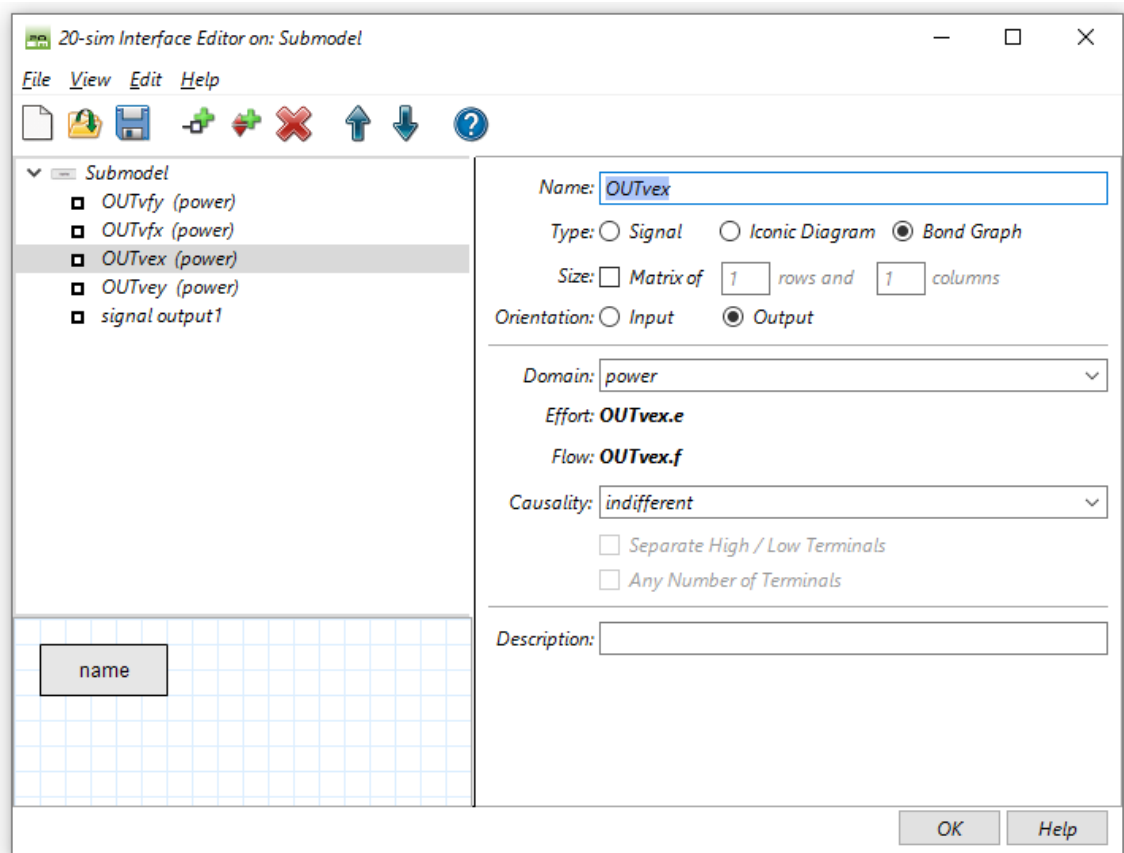 20-sim Interface Editor on: Submodel
File View Edit Help
Submodel
OUTvfy (power)
OUTvfx (power)
OUTvex (power)
OUTvey (power)
signal output1
name
Name: OUTvex
Type: Signal Iconic Diagram Bond Graph
Size: Matrix of 1 rows and 1 columns
Orientation: Input Output
Domain: power
Effort: OUTvex.e
Flow: OUTvex.f
Causality: indifferent
Separate High / Low Terminals
Any Number of Terminals
Description:
OK Help